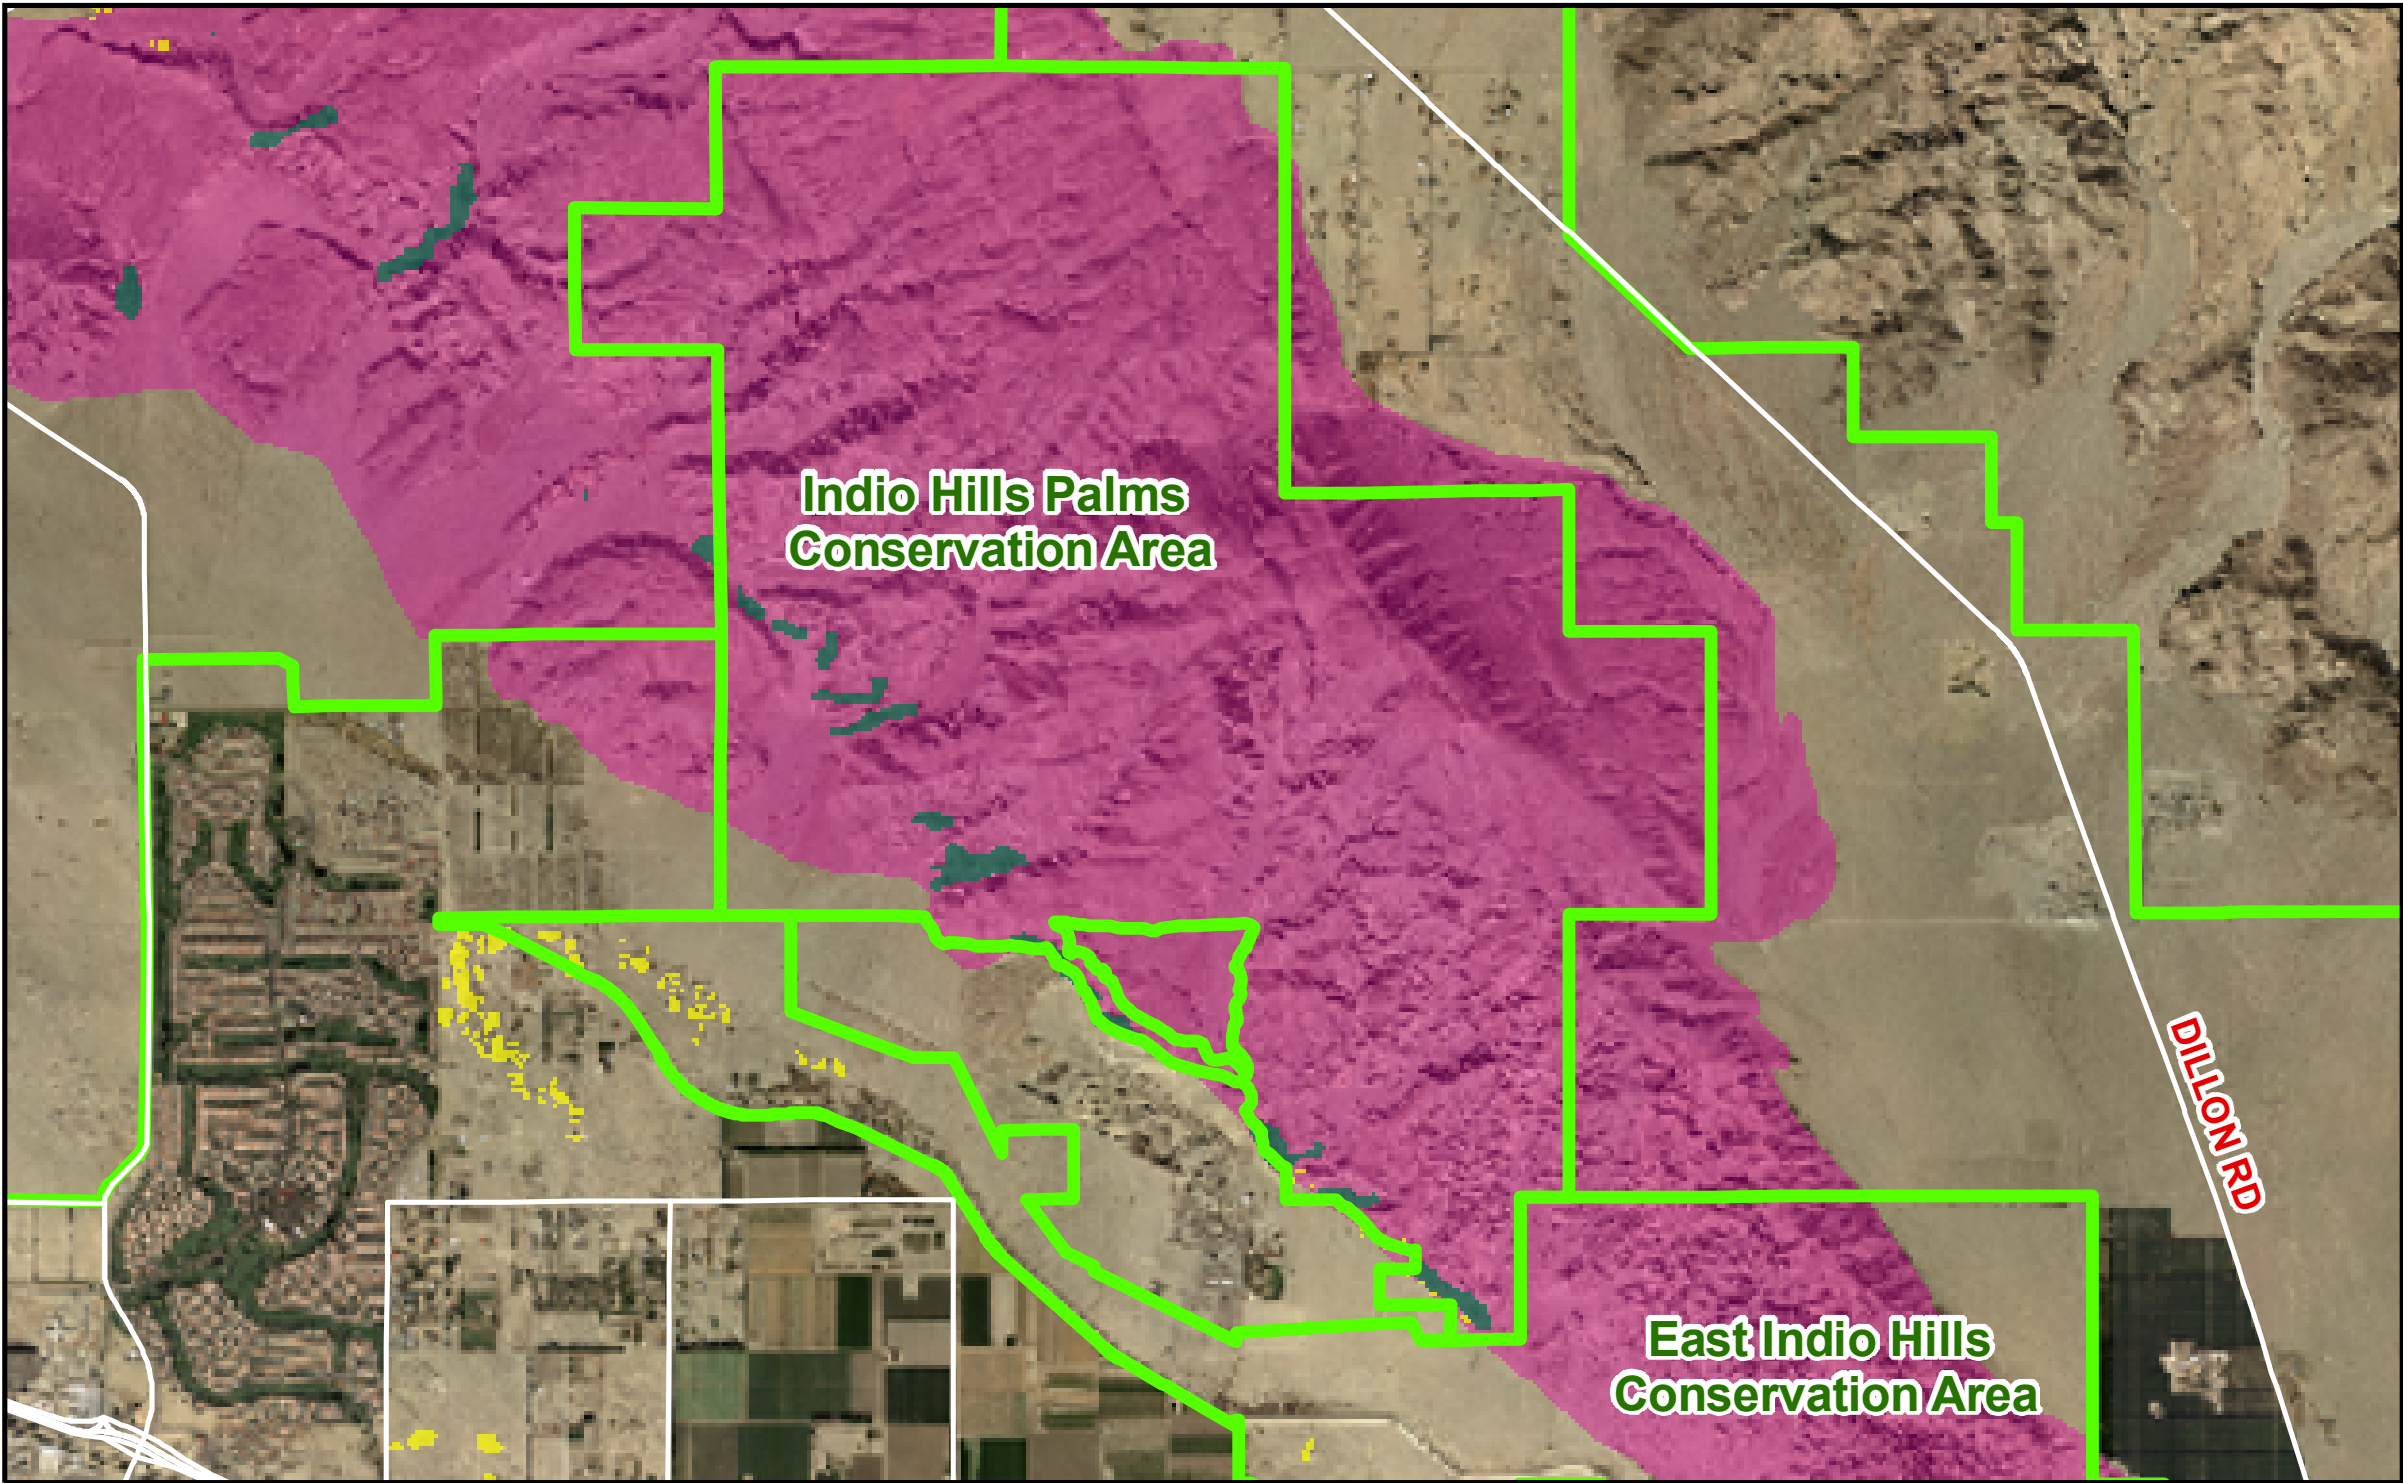 Indio Hills Palms
Conservation Area
DILLON RD
East Indio Hills
Conservation Area